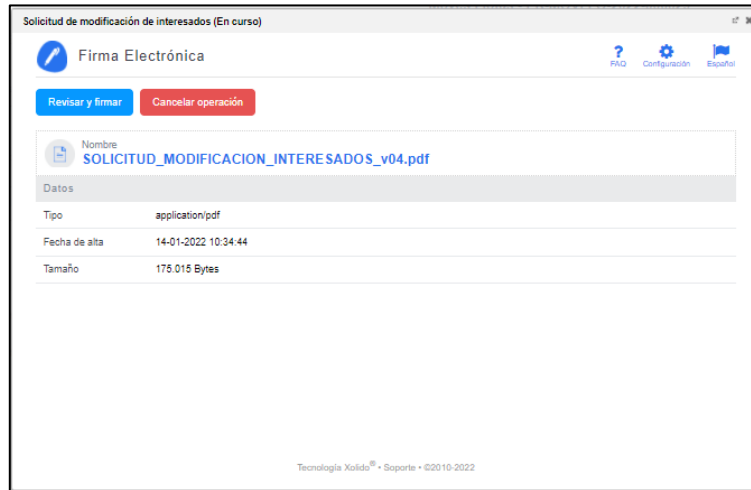 Solicitud de modificación de interesados (En curso)
Firma Electrónica
?
FAQ
Configuración
Español
Revisar y firmar
Cancelar operación
Nombre
SOLICITUD_MODIFICACION_INTERESADOS_v04.pdf
Datos
Tipo application/pdf
Fecha de alta 14-01-2022 10:34:44
Tamaño 175.015 Bytes
Tecnología Xolido® • Soporte • ©2010-2022